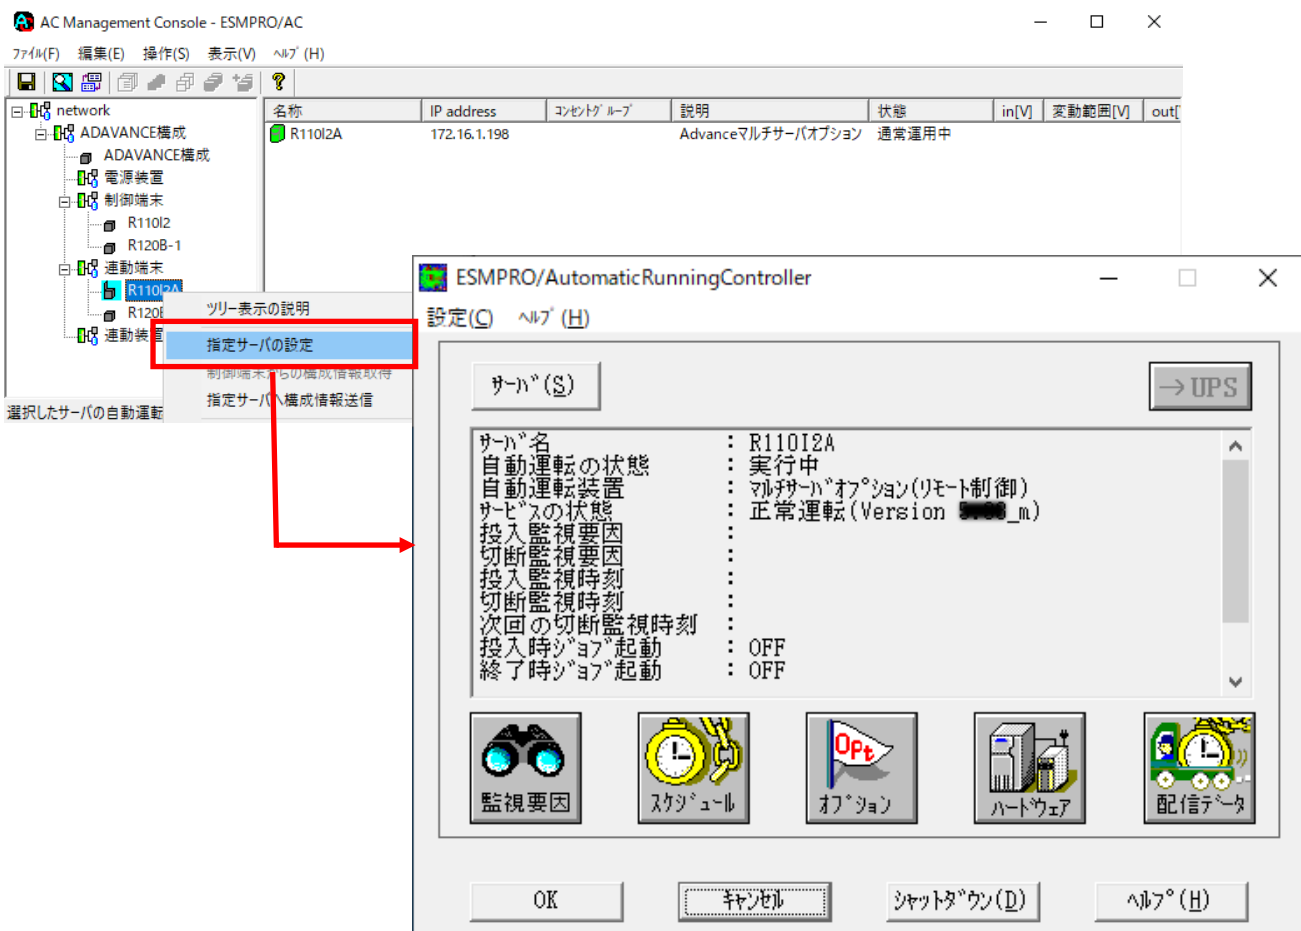 AC Management Console - ESMPRO/AC
ファイル(F) 編集(E) 操作(S) 表示(V) ヘルプ(H)
network
ADAVANCE構成
ADAVANCE構成
電源装置
制御端末
R110I2
R120B-1
連動端末
R110I2A
連動装置
名称 IP address コンセントグループ 説明 状態 in[V] 変動範囲[V] out[
R110I2A 172.16.1.198 Advanceマルチサーバオプション 通常運用中
ツリー表示の説明
指定サーバの設定
制御端末からの構成情報取得
指定サーバへ構成情報送信
選択したサーバの自動運転
ESMPRO/AutomaticRunningController
設定(C) ヘルプ(H)
サーバ(S) →UPS
サーバ名 : R110I2A
自動運転の状態 : 実行中
自動運転装置 : マルチサーバオプション(リモート制御)
サービスの状態 : 正常運転(Version _m)
投入監視要因 :
切断監視要因 :
投入監視時刻 :
切断監視時刻 :
次回の切断監視時刻 :
投入時ジョブ起動 : OFF
終了時ジョブ起動 : OFF
Opt
監視要因 スケジュール オプション ハードウェア 配信データ
OK キャンセル シャットダウン(D) ヘルプ(H)